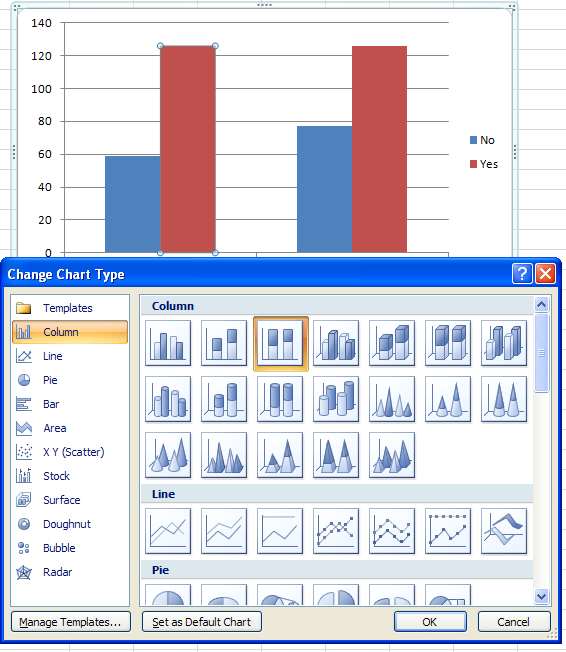 140
120
100
80
60
40
20
0
No
Yes
Change Chart Type
?
Templates
Column
Line
Pie
Bar
Area
X Y (Scatter)
Stock
Surface
Doughnut
Bubble
Radar
Column
Line
Pie
Manage Templates...
Set as Default Chart
OK
Cancel